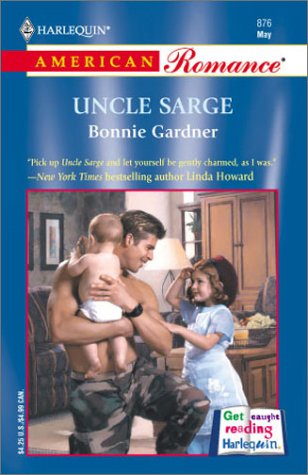 HARLEQUIN®
876
May
AMERICAN Romance®
UNCLE SARGE
Bonnie Gardner
"Pick up Uncle Sarge and let yourself be gently charmed, as I was."
—New York Times bestselling author Linda Howard
$4.25 U.S./$4.99 CAN.
Get caught
reading
Harlequin.